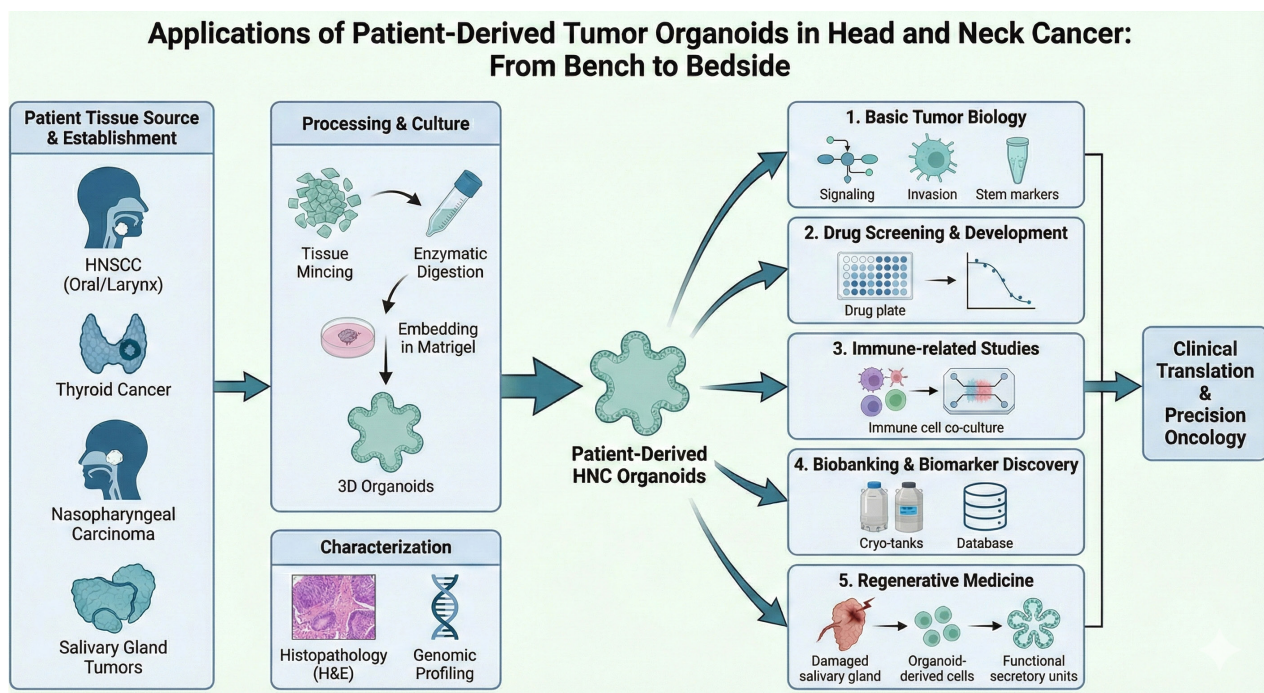 Applications of Patient-Derived Tumor Organoids in Head and Neck Cancer:
From Bench to Bedside
Patient Tissue Source
& Establishment
HNSCC
(Oral/Larynx)
Thyroid Cancer
Nasopharyngeal
Carcinoma
Salivary Gland
Tumors
Processing & Culture
Tissue
Mincing
Enzymatic
Digestion
Embedding
in Matrigel
3D Organoids
Characterization
Histopathology
(H&E)
Genomic
Profiling
Patient-Derived
HNC Organoids
1. Basic Tumor Biology
Signaling
Invasion
Stem markers
2. Drug Screening & Development
Drug plate
3. Immune-related Studies
Immune cell co-culture
4. Biobanking & Biomarker Discovery
Cryo-tanks
Database
5. Regenerative Medicine
Damaged
salivary gland
Organoid-
derived cells
Functional
secretory units
Clinical
Translation
&
Precision
Oncology